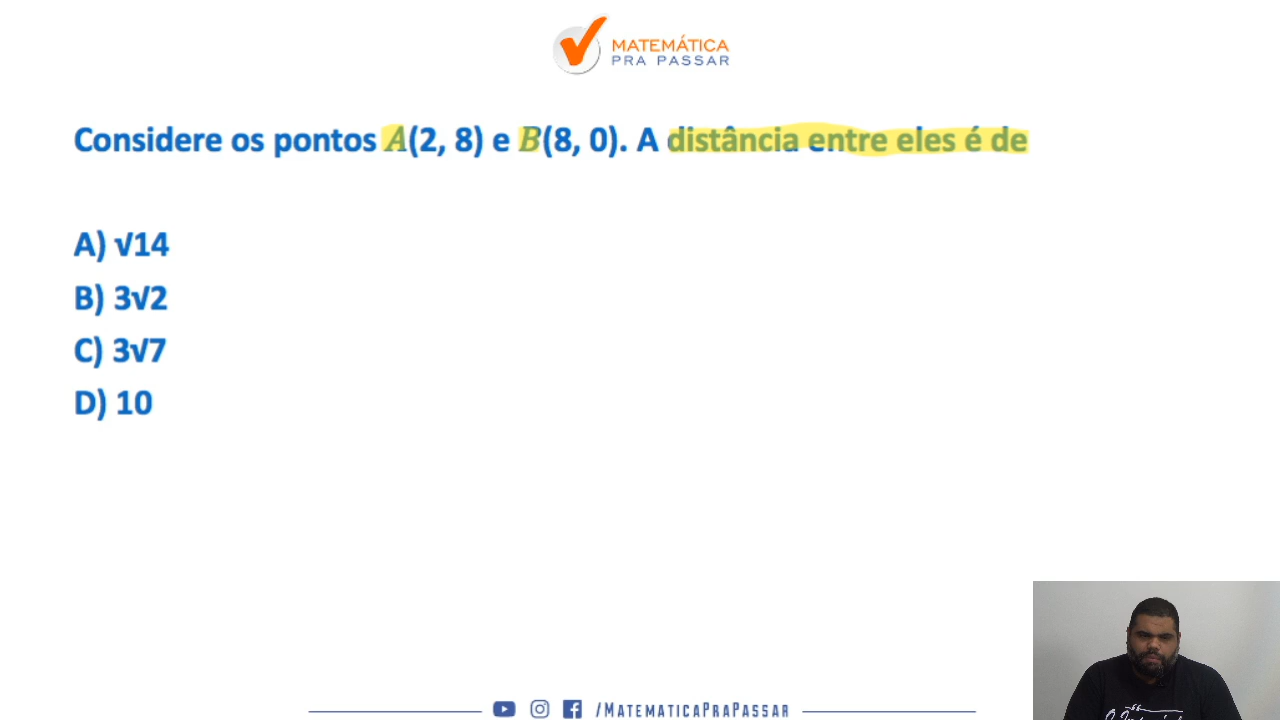 MATEMÁTICA
PRA PASSAR
Considere os pontos A(2, 8) e B(8, 0). A distância entre eles é de
A) √14
B) 3√2
C) 3√7
D) 10
/MATEMATICAPRAPASSAR